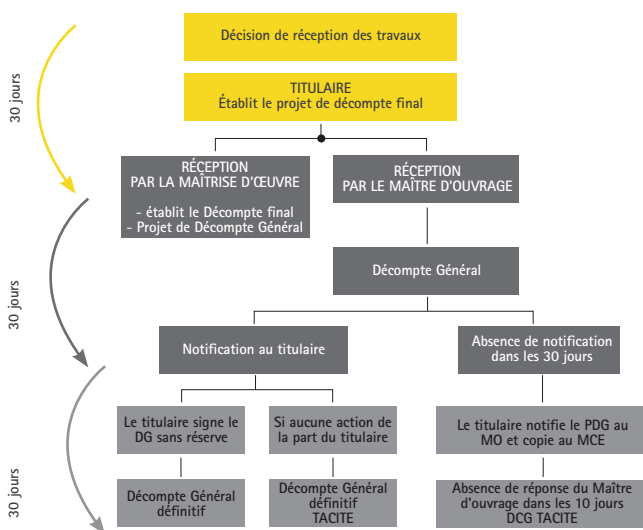 Décision de réception des travaux
30 jours
TITULAIRE
Établit le projet de décompte final
RÉCEPTION
PAR LA MAÎTRISE D'ŒUVRE
- établit le Décompte final
- Projet de Décompte Général
RÉCEPTION
PAR LE MAÎTRE D'OUVRAGE
30 jours
Décompte Général
Notification au titulaire
Absence de notification
dans les 30 jours
30 jours
Le titulaire signe le
DG sans réserve
Si aucune action de
la part du titulaire
Le titulaire notifie le PDG au
MO et copie au MCE
Décompte Général
définitif
Décompte Général
définitif
TACITE
Absence de réponse du Maître
d'ouvrage dans les 10 jours
DCG TACITE